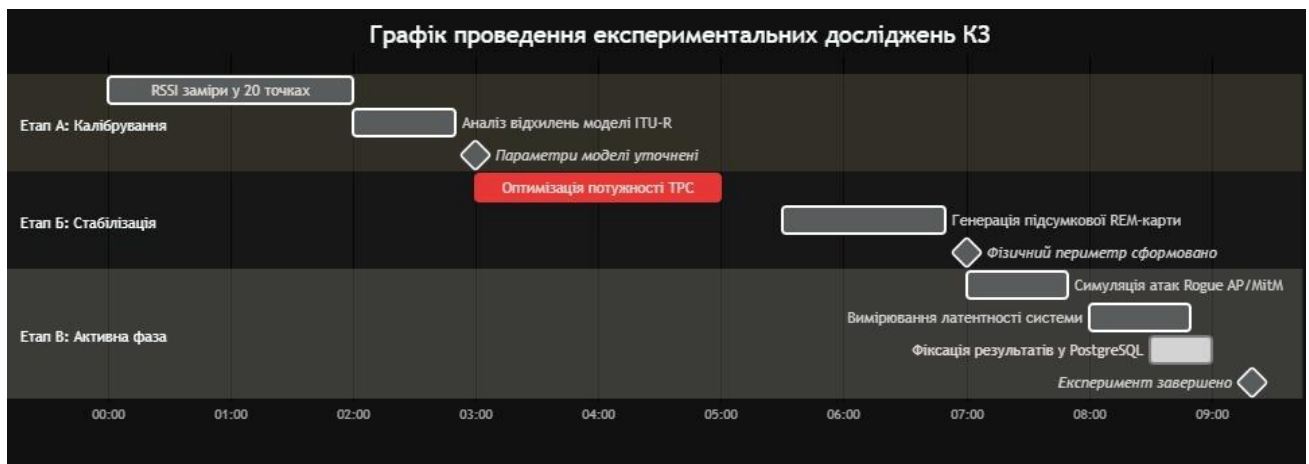 Графік проведення експериментальних досліджень КЗ
RSSI заміри у 20 точках
Етап А: Калібрування
Аналіз відхилень моделі ITU-R
Параметри моделі уточнені
Оптимізація потужності TPC
Етап Б: Стабілізація
Генерація підсумкової REM-карти
Фізичний периметр сформовано
Симуляція атак Rogue AP/MitM
Вимірювання латентності системи
Етап В: Активна фаза
Фіксація результатів у PostgreSQL
Експеримент завершено
00:00 01:00 02:00 03:00 04:00 05:00 06:00 07:00 08:00 09:00